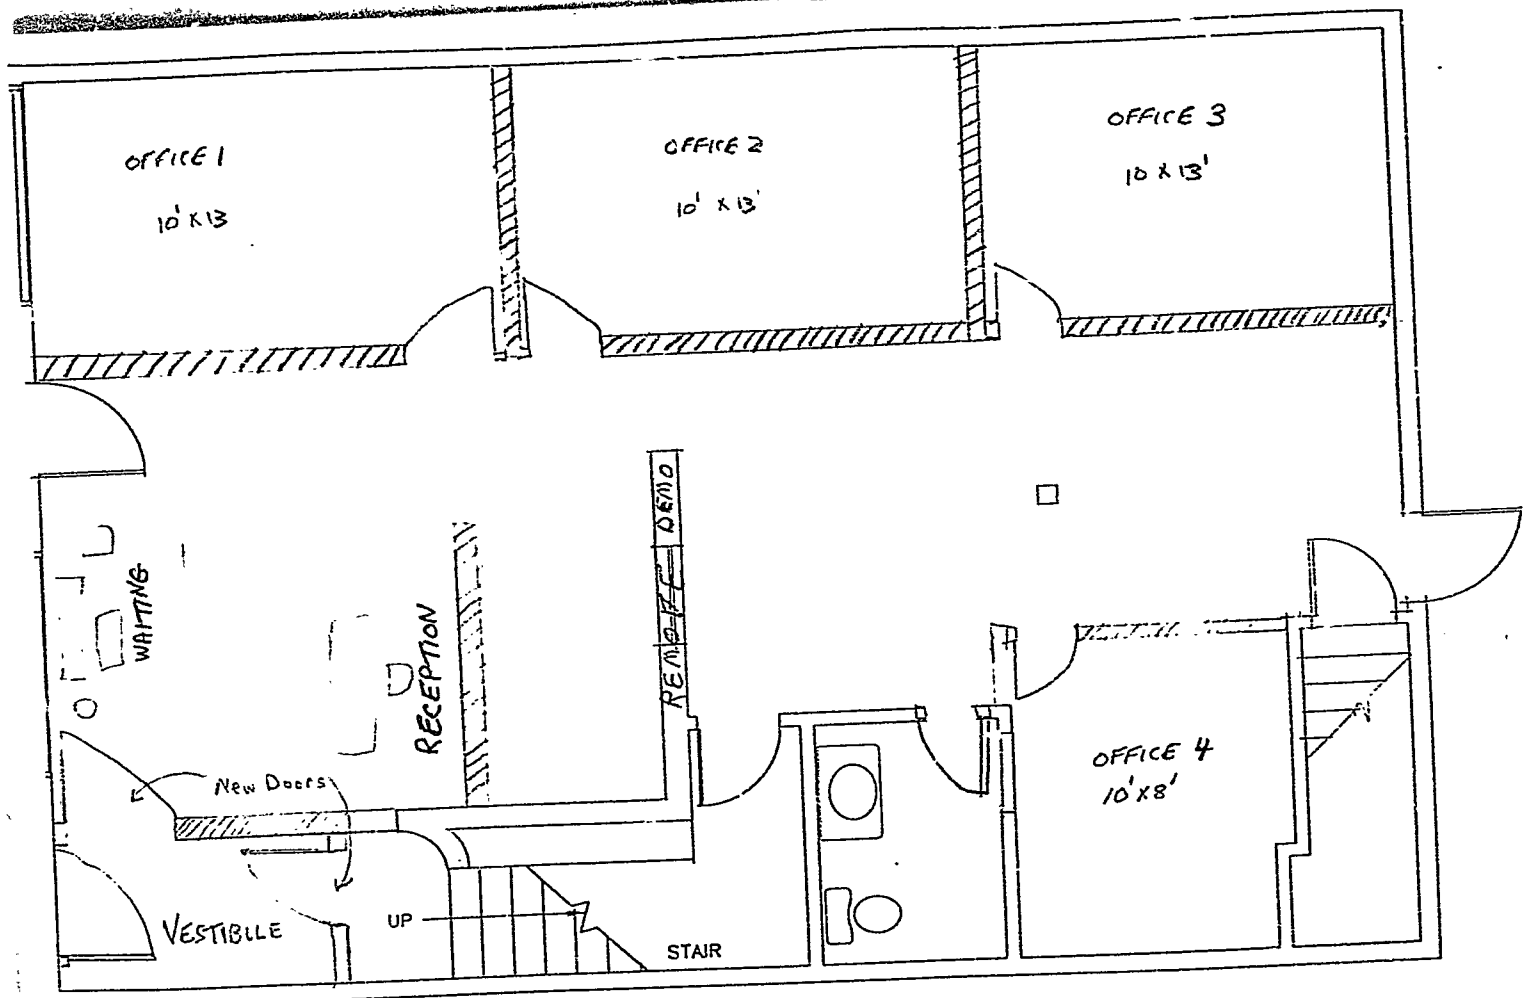 OFFICE 1
10' X 13
OFFICE 2
10' X 13'
OFFICE 3
10 X 13'
DEMO
WAITING
RECEPTION
New Doors
OFFICE 4
10' X 8'
VESTIBILE
UP
STAIR